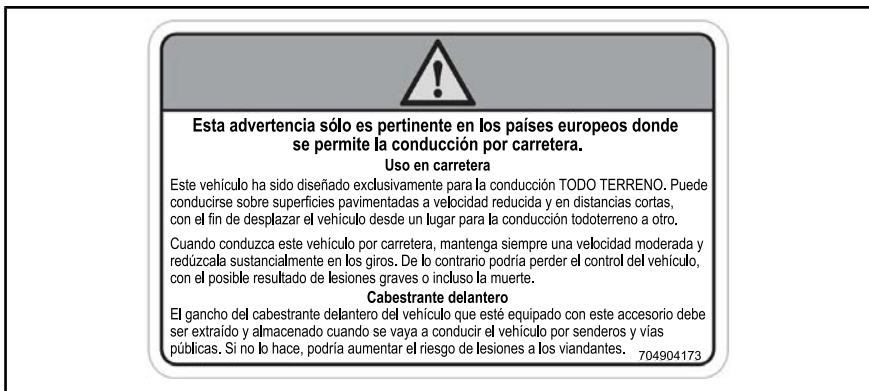 Esta advertencia sólo es pertinente en los países europeos donde
se permite la conducción por carretera.
Uso en carretera
Este vehículo ha sido diseñado exclusivamente para la conducción TODO TERRENO. Puede
conducirse sobre superficies pavimentadas a velocidad reducida y en distancias cortas,
con el fin de desplazar el vehículo desde un lugar para la conducción todoterreno a otro.
Cuando conduzca este vehículo por carretera, mantenga siempre una velocidad moderada y
redúzcala sustancialmente en los giros. De lo contrario podría perder el control del vehículo,
con el posible resultado de lesiones graves o incluso la muerte.
Cabestrante delantero
El gancho del cabestrante delantero del vehículo que esté equipado con este accesorio debe
ser extraído y almacenado cuando se vaya a conducir el vehículo por senderos y vías
públicas. Si no lo hace, podría aumentar el riesgo de lesiones a los viandantes.
704904173